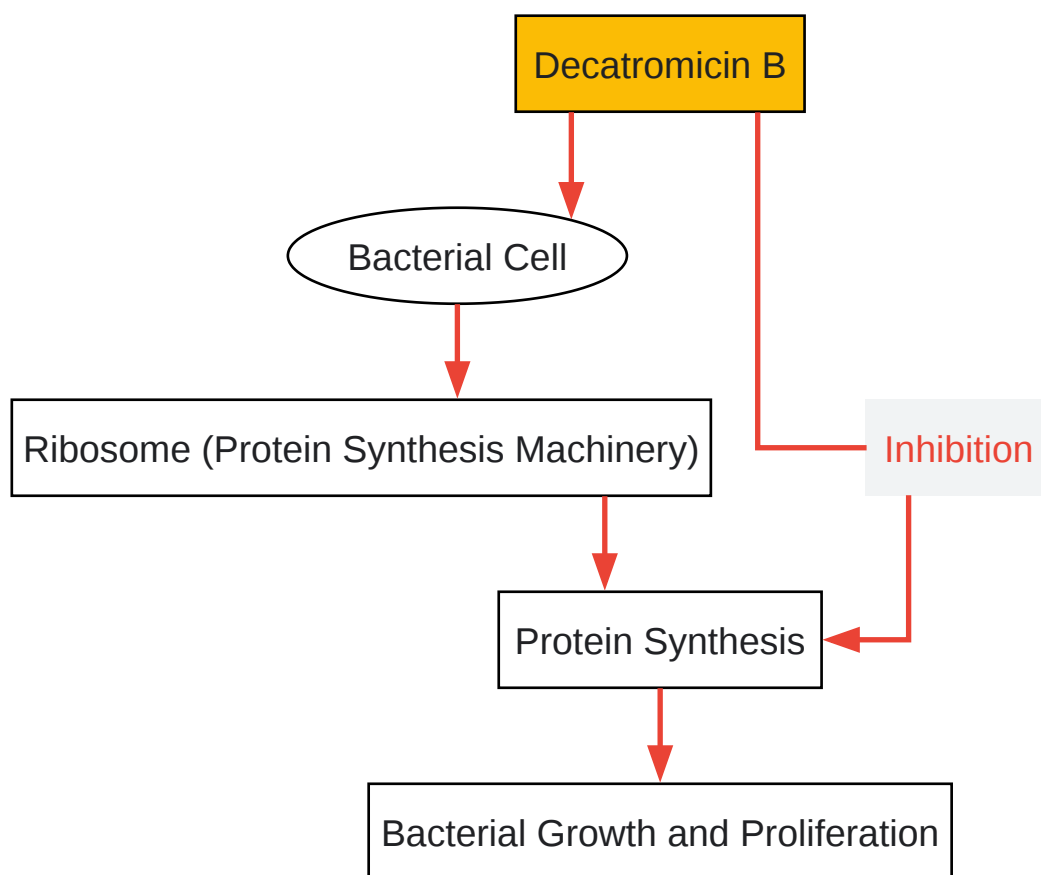 Decatromicin B
Bacterial Cell
Ribosome (Protein Synthesis Machinery)
Inhibition
Protein Synthesis
Bacterial Growth and Proliferation